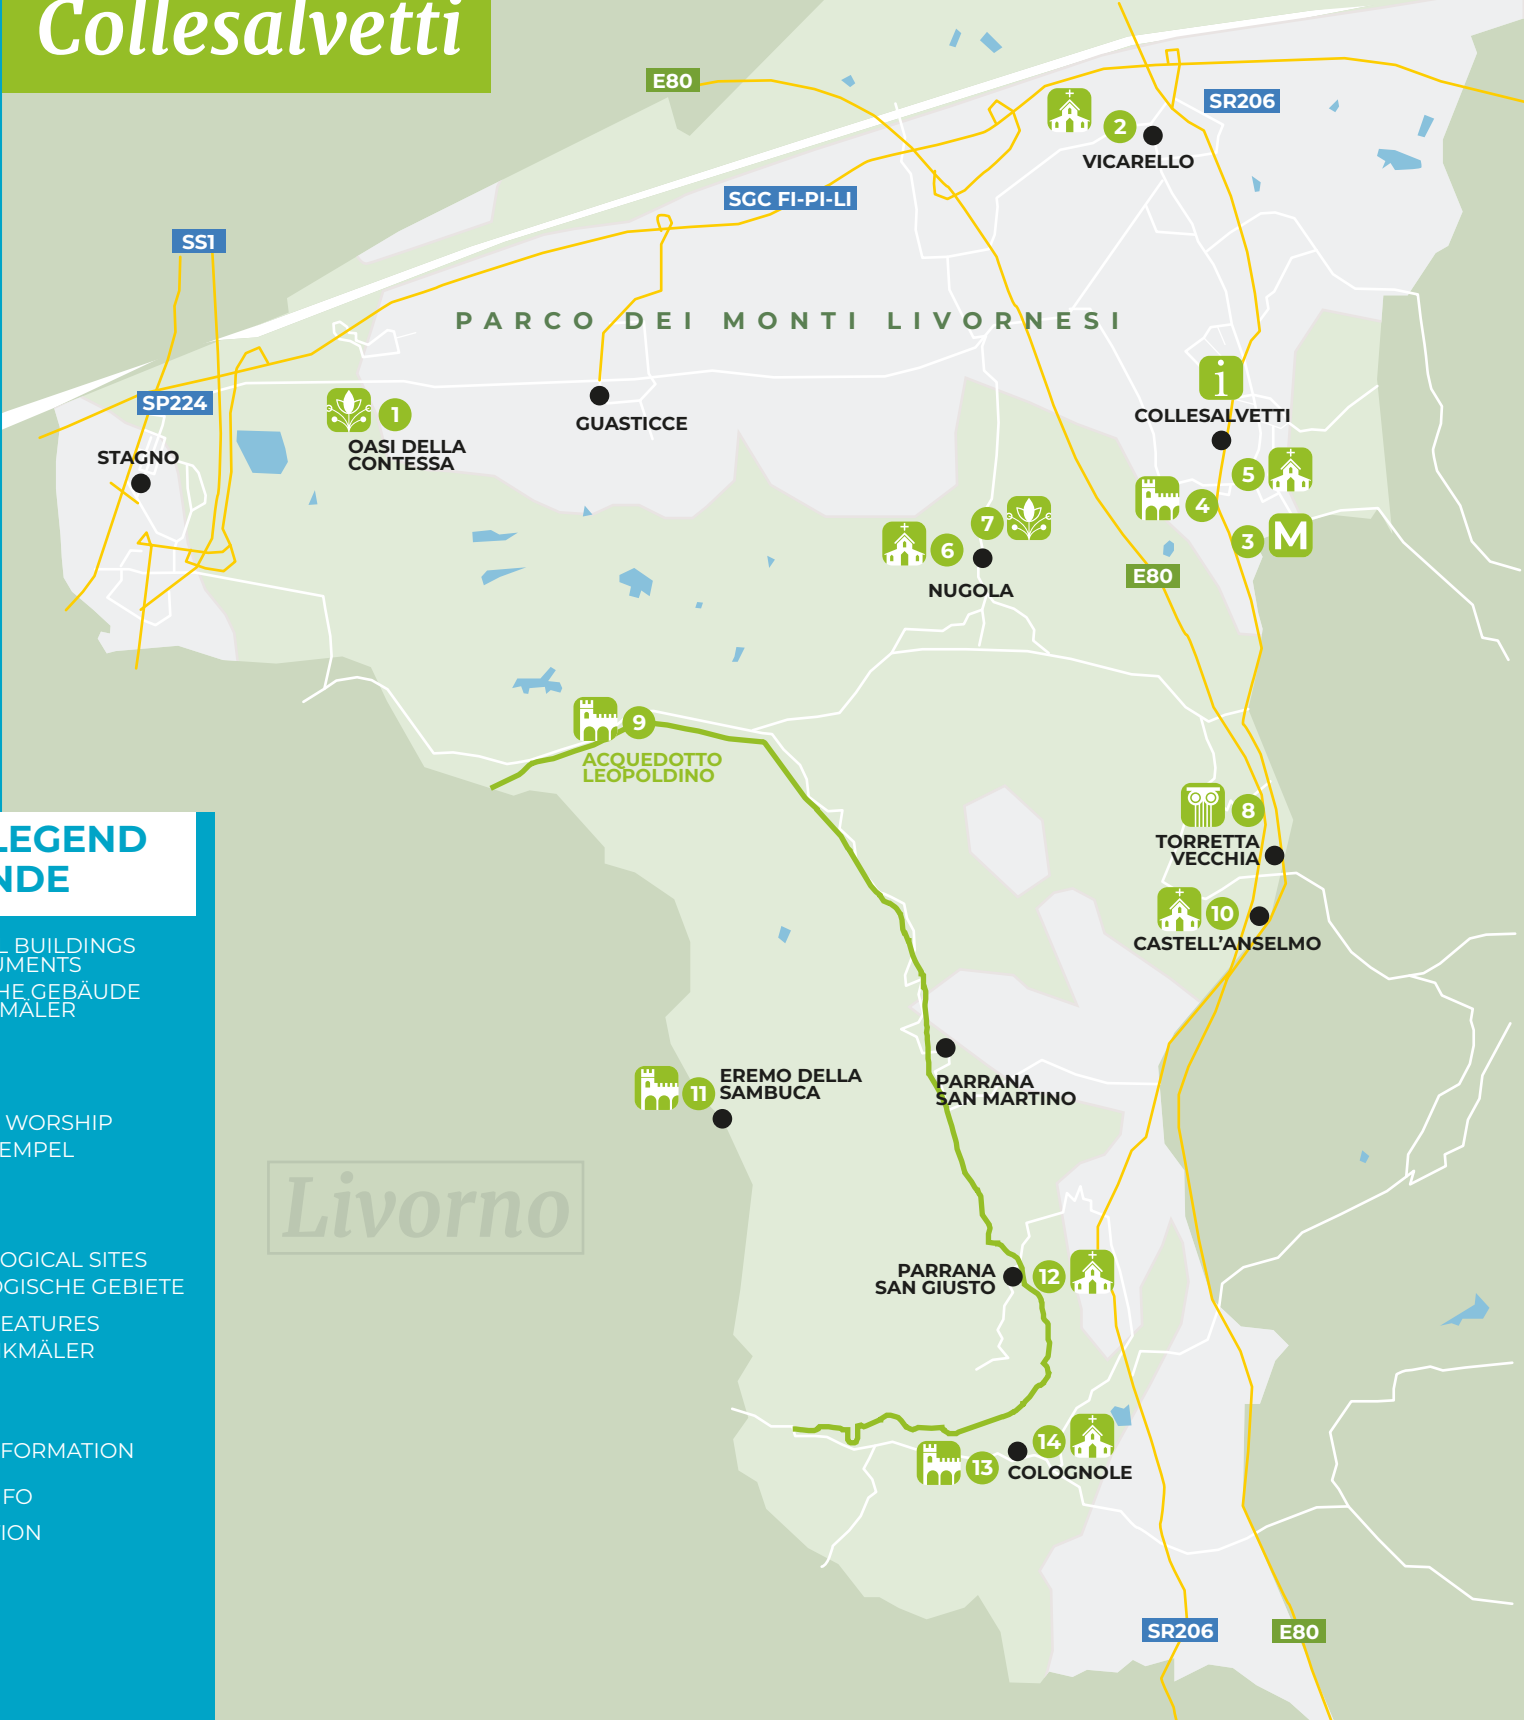 Collesalvetti
E80
SR206
2
VICARELLO
SGC FI-PI-LI
SS1
PARCO DEI MONTI LIVORNESI
SP224
1
OASI DELLA
CONTESSA
GUASTICCE
STAGNO
i
COLLESALVETTI
5
4
3 M
7
6
NUGOLA
E80
9
ACQUEDOTTO
LEOPOLDINO
8
TORRETTA
VECCHIA
10
CASTELL'ANSELMO
LEGEND
NDE
L BUILDINGS
UMENTS
HE GEBÄUDE
MÄLER
WORSHIP
EMPEL
OGICAL SITES
OGISCHE GEBIETE
EATURES
KMÄLER
FORMATION
FO
ION
11
EREMO DELLA
SAMBUCA
PARRANA
SAN MARTINO
Livorno
PARRANA
SAN GIUSTO
12
14
13
COLOGNOLE
SR206
E80